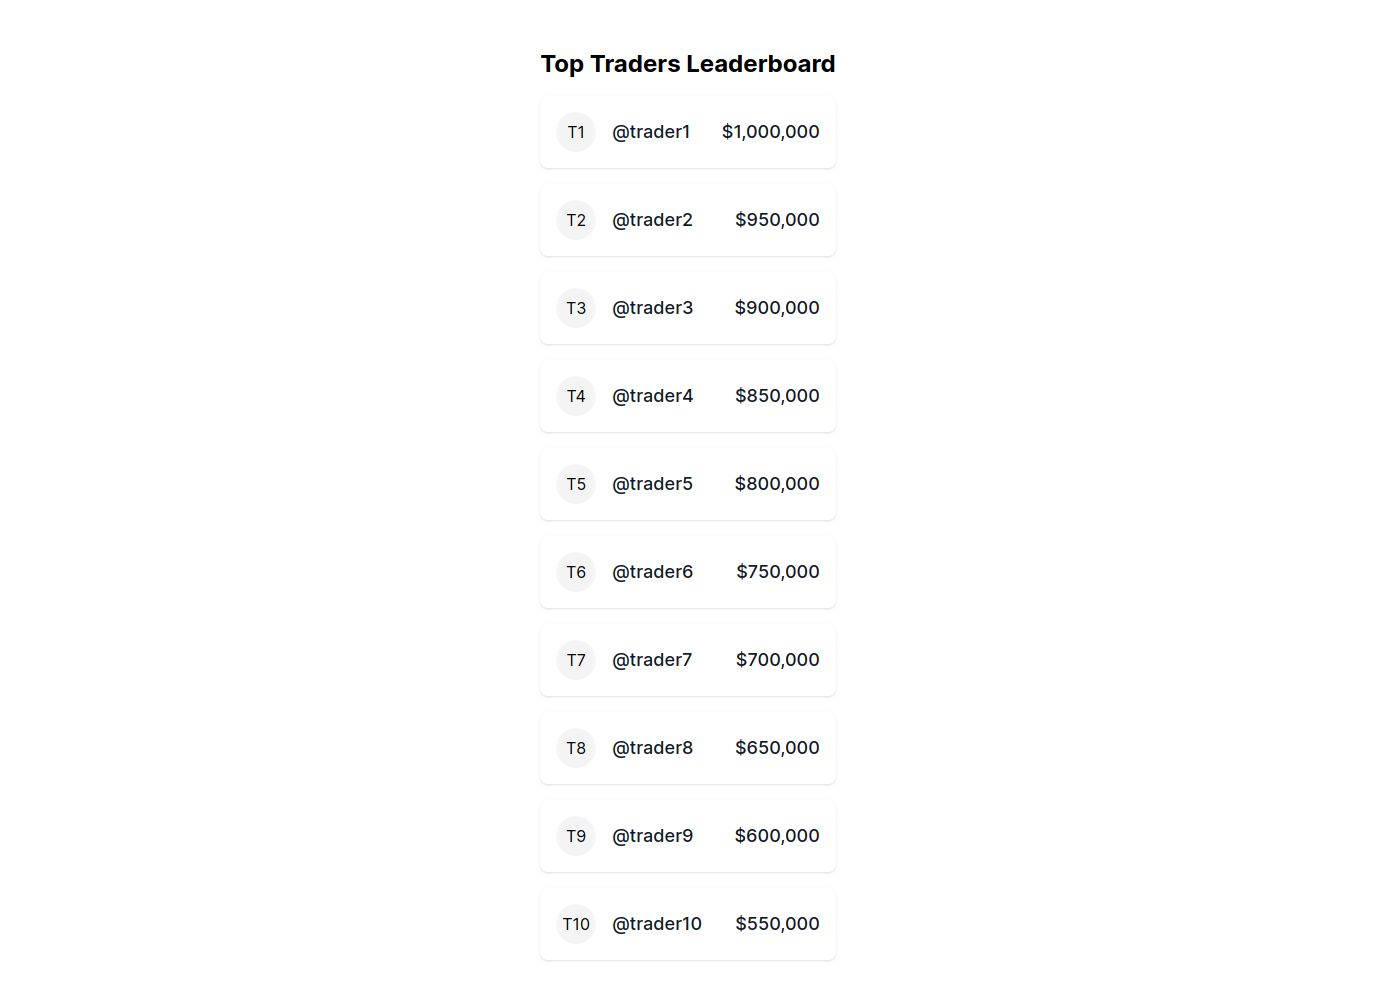 Top Traders Leaderboard
T1 @trader1 $1,000,000
T2 @trader2 $950,000
T3 @trader3 $900,000
T4 @trader4 $850,000
T5 @trader5 $800,000
T6 @trader6 $750,000
T7 @trader7 $700,000
T8 @trader8 $650,000
T9 @trader9 $600,000
T10 @trader10 $550,000